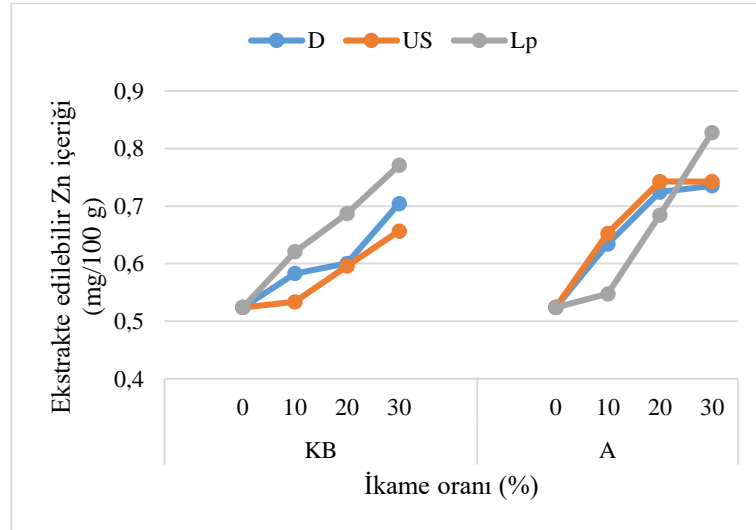 D US Lp
Ekstrakte edilebilir Zn içeriği
(mg/100 g)
0,9
0,8
0,7
0,6
0,5
0,4
0 10 20 30 0 10 20 30
KB A
İkame oranı (%)